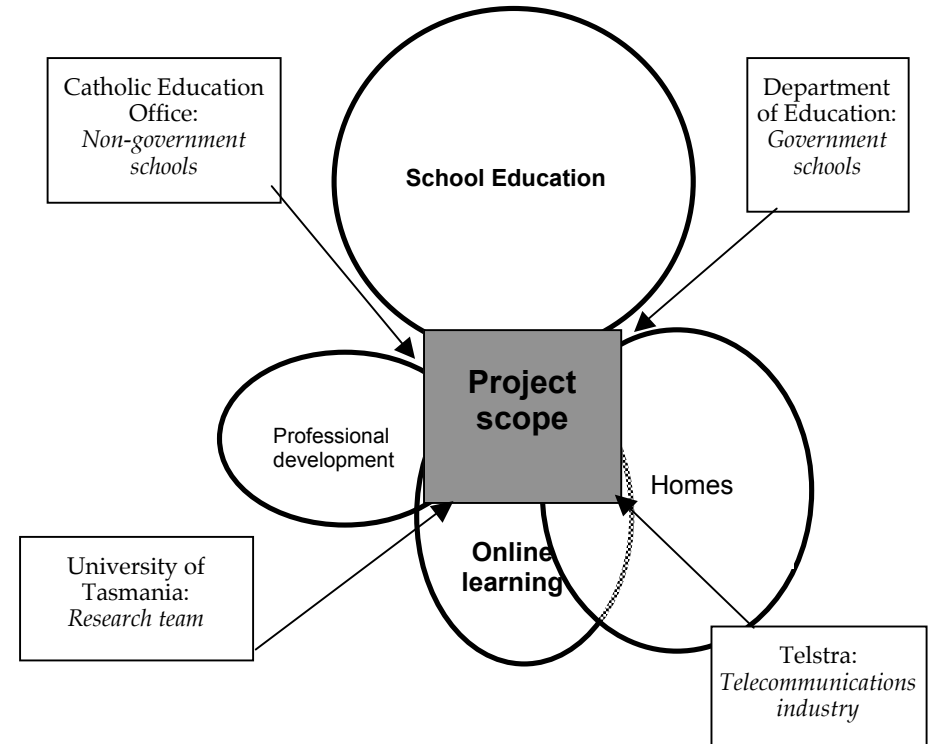 Catholic Education
Office:
Non-government
schools
Department
of Education:
Government
schools
School Education
Project
scope
Professional
development
Homes
Online
learning
University of
Tasmania:
Research team
Telstra:
Telecommunications
industry